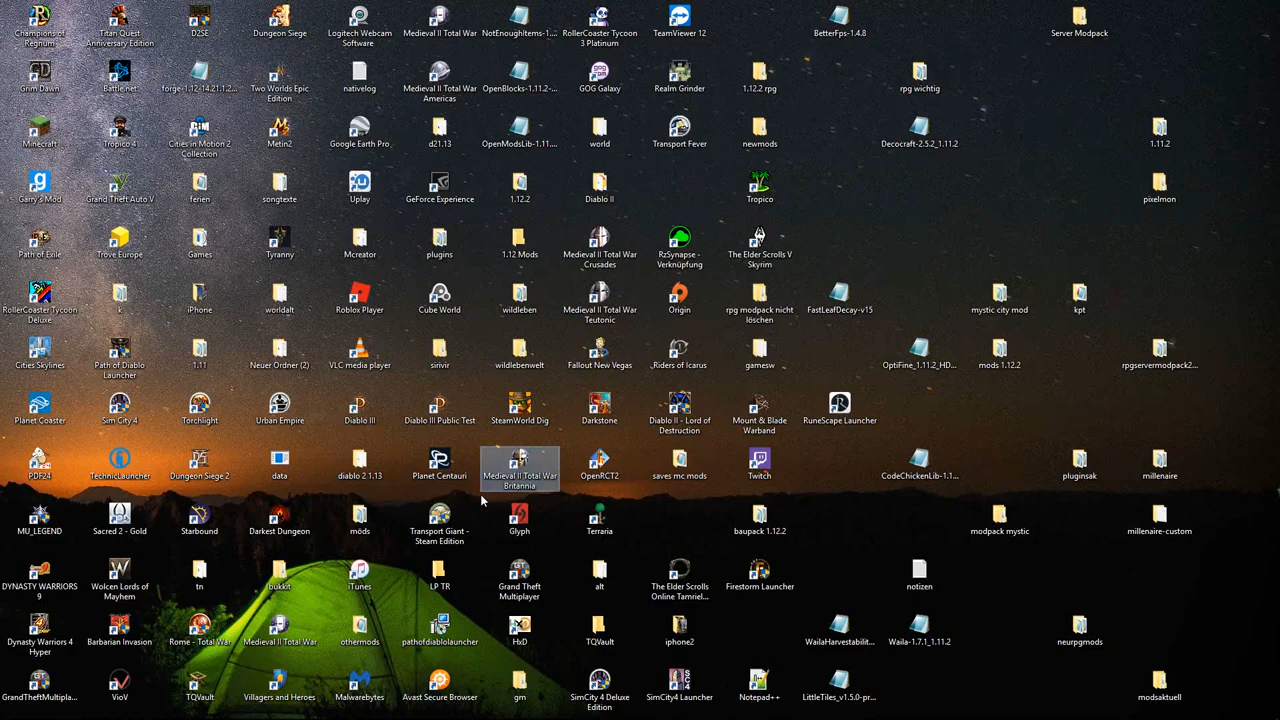 Champions of
Regnum
Titan Quest
Anniversary Edition
D2SE
Dungeon Siege
Logitech Webcam
Software
Medieval II Total War
NotEnoughItems-1....
RollerCoaster Tycoon
3 Platinum
TeamViewer 12
BetterFps-1.4.8
Server Modpack
Grim Dawn
Battle.net
forge-1.12-14.21.1.2...
Two Worlds Epic
Edition
nativelog
Medieval II Total War
Americas
OpenBlocks-1.11.2-...
GOG Galaxy
Realm Grinder
1.12.2 rpg
rpg wichtig
Minecraft
Tropico 4
Cities in Motion 2
Collection
Metin2
Google Earth Pro
d21.13
OpenModsLib-1.11....
world
Transport Fever
newmods
Decocraft-2.5.2_1.11.2
1.11.2
Garry's Mod
Grand Theft Auto V
ferien
songtexte
Uplay
GeForce Experience
1.12.2
Diablo II
Tropico
pixelmon
Path of Exile
Trove Europe
Games
Tyranny
Mcreator
plugins
1.12 Mods
Medieval II Total War
Crusades
RzSynapse -
Verknüpfung
The Elder Scrolls V
Skyrim
RollerCoaster Tycoon
Deluxe
k
iPhone
worldalt
Roblox Player
Cube World
wildleben
Medieval II Total War
Teutonic
Origin
rpg modpack nicht
löschen
FastLeafDecay-v15
mystic city mod
kpt
Cities Skylines
Path of Diablo
Launcher
1.11
Neuer Ordner (2)
VLC media player
sirivir
wildlebenwelt
Fallout New Vegas
Riders of Icarus
gamesw
OptiFine_1.11.2_HD...
mods 1.12.2
rpgservermodpack2...
Planet Coaster
Sim City 4
Torchlight
Urban Empire
Diablo III
Diablo III Public Test
SteamWorld Dig
Darkstone
Diablo II - Lord of
Destruction
Mount & Blade
Warband
RuneScape Launcher
PDF24
TechnicLauncher
Dungeon Siege 2
data
diablo 2 1.13
Planet Centauri
Medieval II Total War
Britannia
OpenRCT2
saves mc mods
Twitch
CodeChickenLib-1.1...
pluginsak
millenaire
MU_LEGEND
Sacred 2 - Gold
Starbound
Darkest Dungeon
möds
Transport Giant -
Steam Edition
Glyph
Terraria
baupack 1.12.2
modpack mystic
millenaire-custom
DYNASTY WARRIORS
9
Wolcen Lords of
Mayhem
tn
bukkit
iTunes
LP TR
Grand Theft
Multiplayer
alt
The Elder Scrolls
Online Tamriel...
Firestorm Launcher
notizen
Dynasty Warriors 4
Hyper
Barbarian Invasion
Rome - Total War
Medieval II Total War
othermods
pathofdiablolauncher
HxD
TQVault
iphone2
WailaHarvestabilit...
Waila-1.7.1_1.11.2
neurpgmods
GrandTheftMultipla...
VioV
TQVault
Villagers and Heroes
Malwarebytes
Avast Secure Browser
gm
SimCity 4 Deluxe
Edition
SimCity4 Launcher
Notepad++
LittleTiles_v1.5.0-pr...
modsaktuell